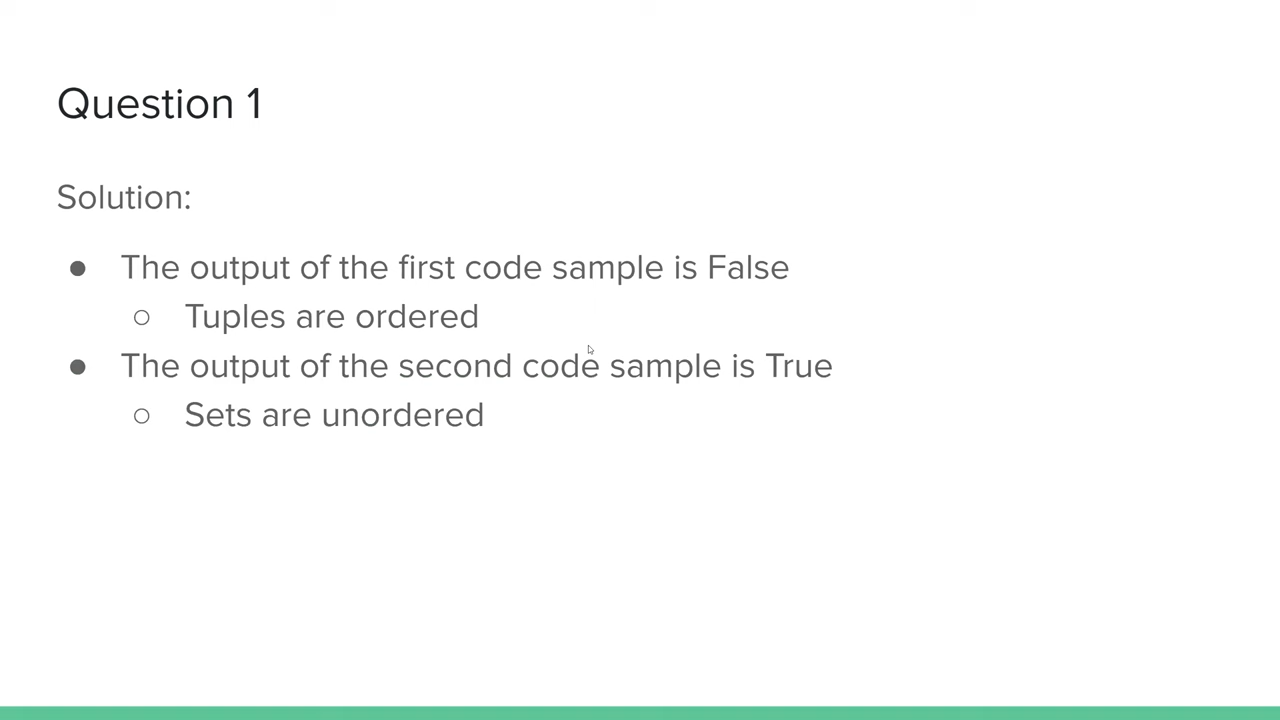 Question 1
Solution:
● The output of the first code sample is False
○ Tuples are ordered
● The output of the second code sample is True
○ Sets are unordered